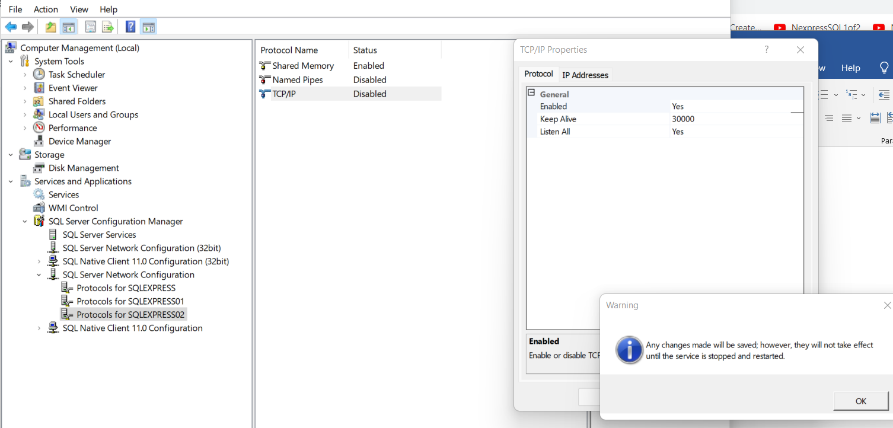 File Action View Help
Computer Management (Local)
System Tools
Task Scheduler
Event Viewer
Shared Folders
Local Users and Groups
Performance
Device Manager
Storage
Disk Management
Services and Applications
Services
WMI Control
SQL Server Configuration Manager
SQL Server Services
SQL Server Network Configuration (32bit)
SQL Native Client 11.0 Configuration (32bit)
SQL Server Network Configuration
Protocols for SQLEXPRESS
Protocols for SQLEXPRESS01
Protocols for SQLEXPRESS02
SQL Native Client 11.0 Configuration
Protocol Name Status
Shared Memory Enabled
Named Pipes Disabled
TCP/IP Disabled
TCP/IP Properties
Protocol IP Addresses
General
Enabled Yes
Keep Alive 30000
Listen All Yes
Enabled
Enable or disable TCP
Warning
Any changes made will be saved; however, they will not take effect
until the service is stopped and restarted.
OK
Create... NexpressSQL1of2
Help
Par